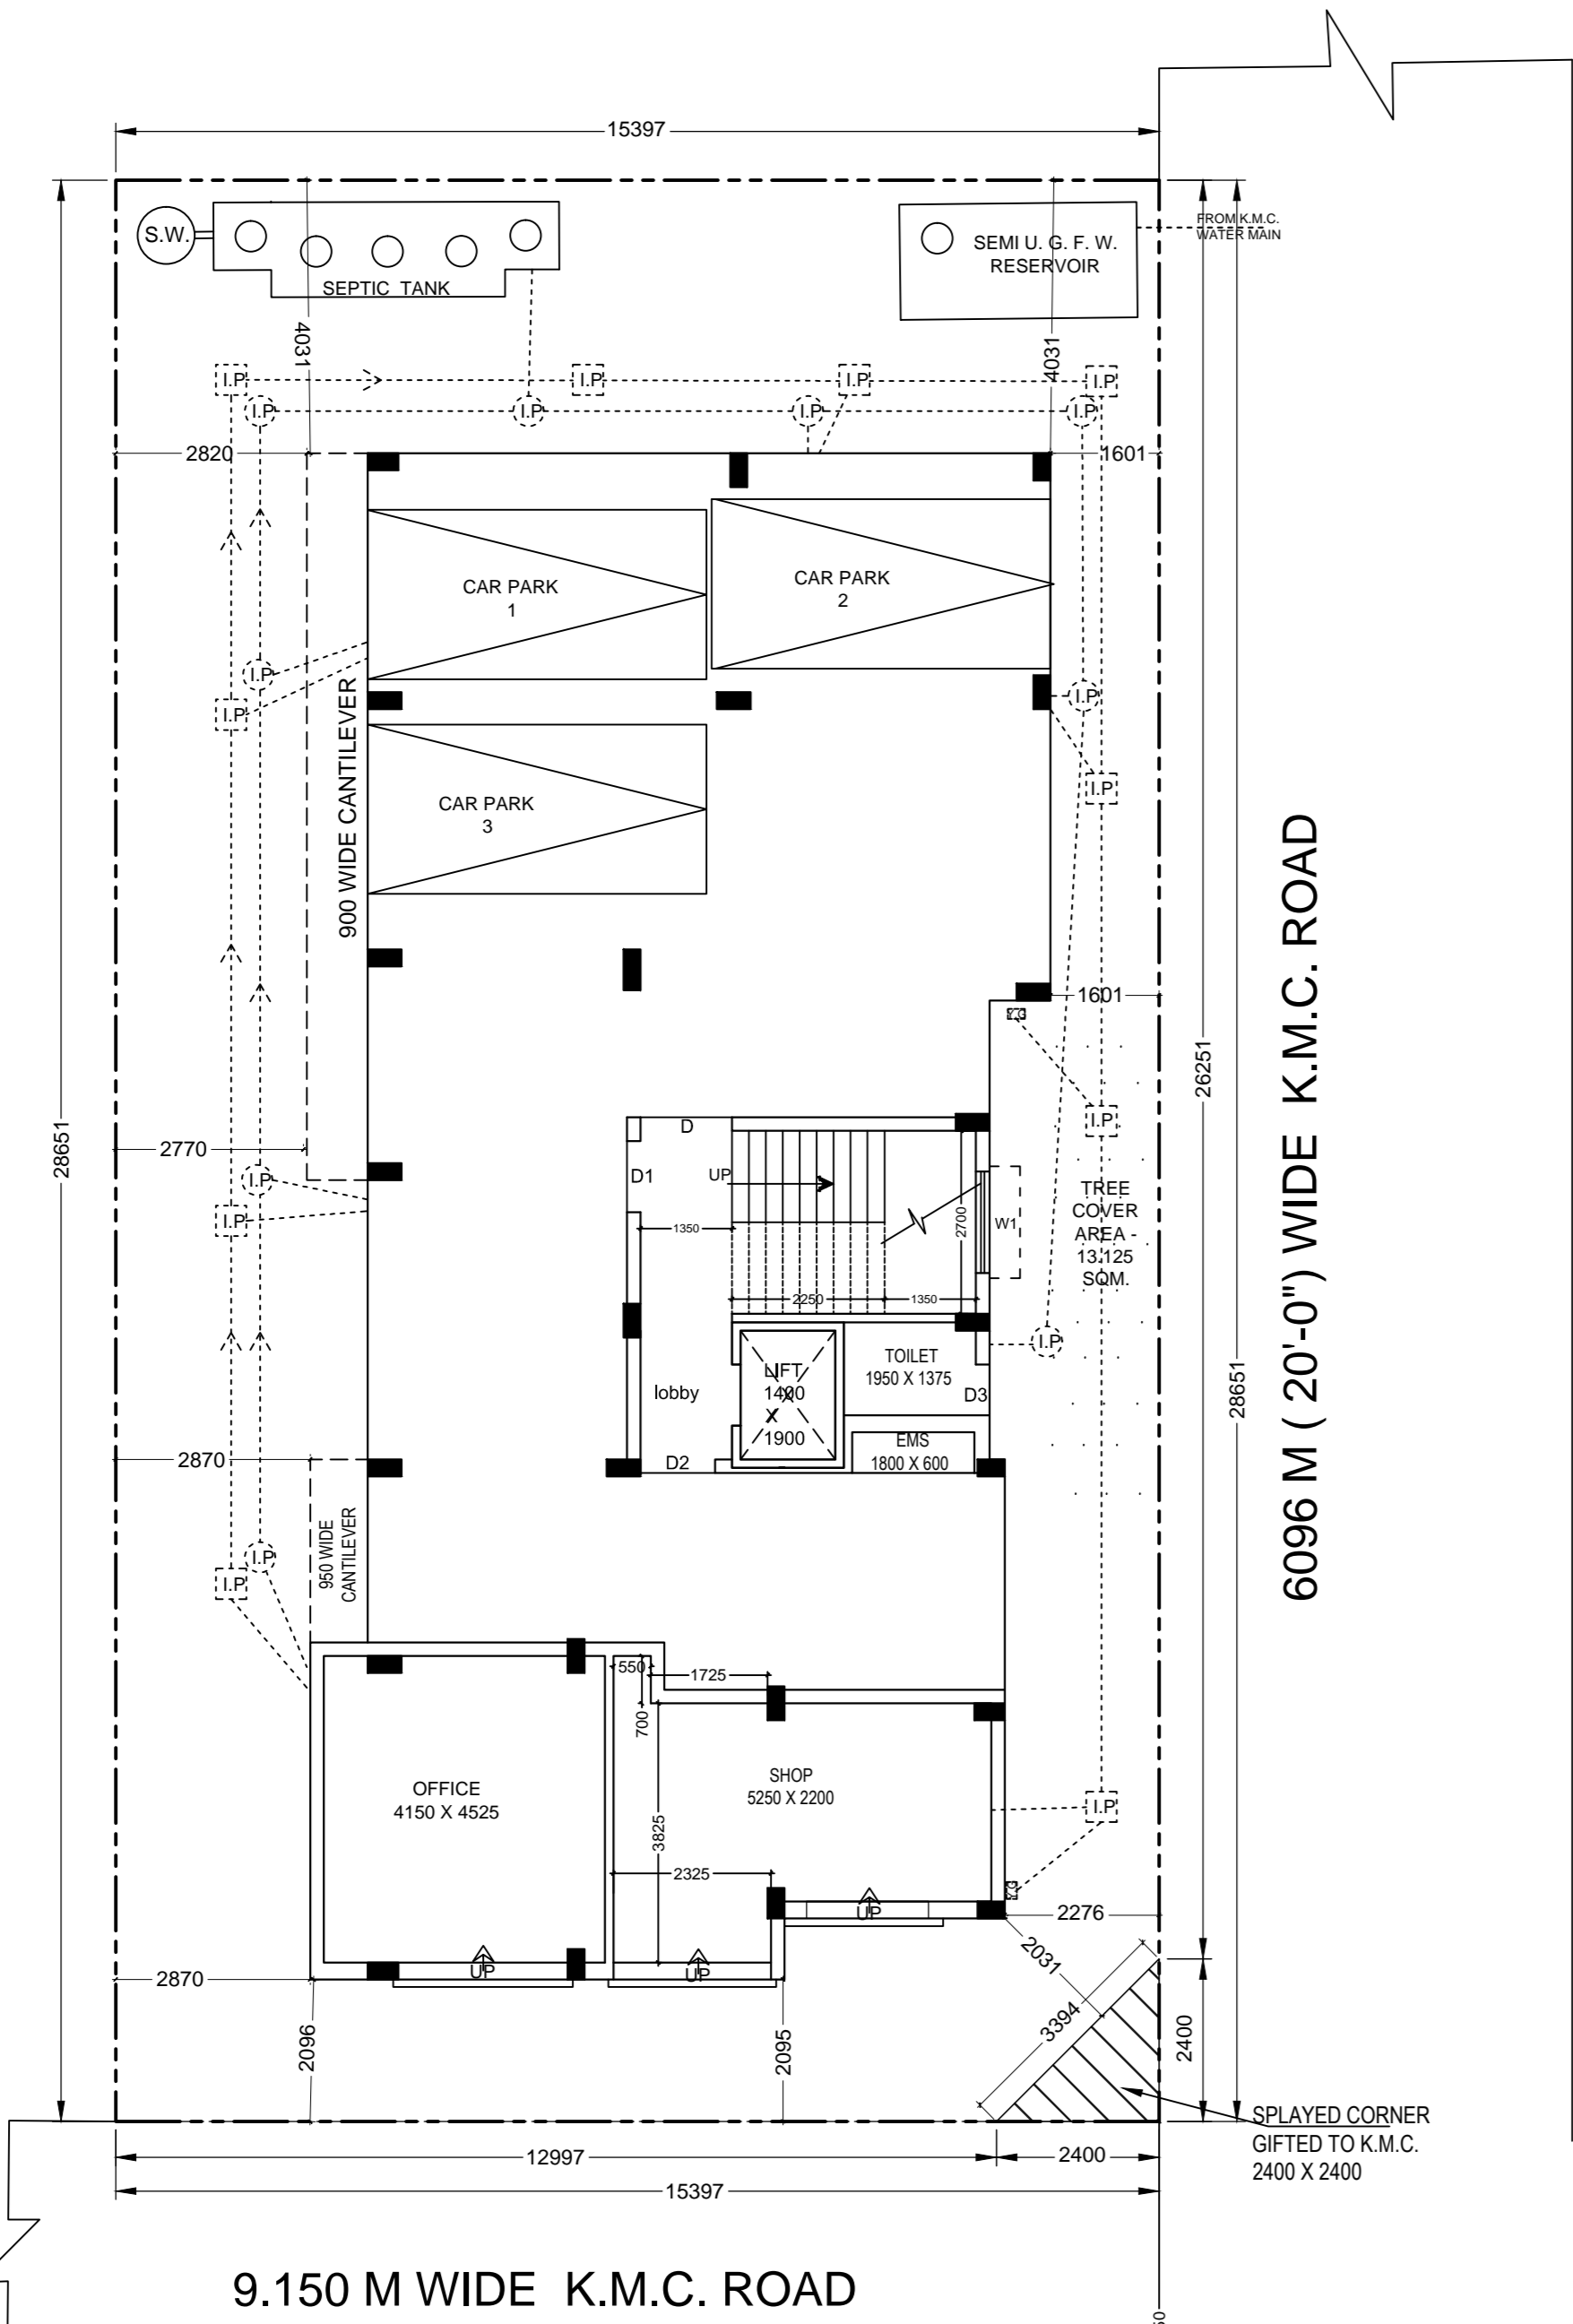 15397
S.W.
SEPTIC TANK
SEMI U. G. F. W.
RESERVOIR
FROM K.M.C.
WATER MAIN
4031
4031
I.P
I.P
I.P
I.P
I.P
I.P
I.P
I.P
2820
1601
CAR PARK
1
CAR PARK
2
I.P
I.P
I.P
I.P
900 WIDE CANTILEVER
CAR PARK
3
6096 M ( 20'-0") WIDE K.M.C. ROAD
1601
Y.G
26251
28651
28651
I.P
D
2770
D1
UP
I.P
I.P
1350
2700
W1
TREE
COVER
AREA -
13.125
SQM.
2250
1350
I.P
TOILET
1950 X 1375
LIFT
1400
X
1900
lobby
D3
EMS
1800 X 600
D2
2870
950 WIDE
CANTILEVER
I.P
I.P
550
1725
700
OFFICE
4150 X 4525
SHOP
5250 X 2200
I.P
3825
2325
Y.G
UP
2276
UP
UP
2031
2870
3394
2096
2095
2400
SPLAYED CORNER
GIFTED TO K.M.C.
2400 X 2400
12997
2400
15397
9.150 M WIDE K.M.C. ROAD